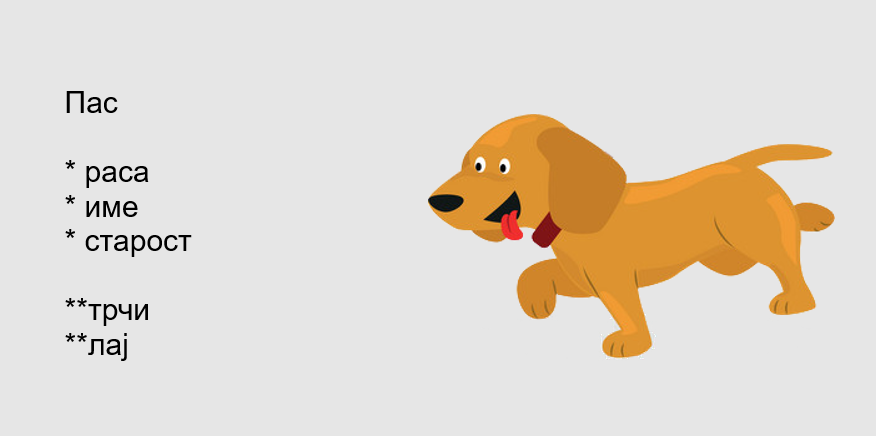 Пас
* раса
* име
* старост
**трчи
**лај